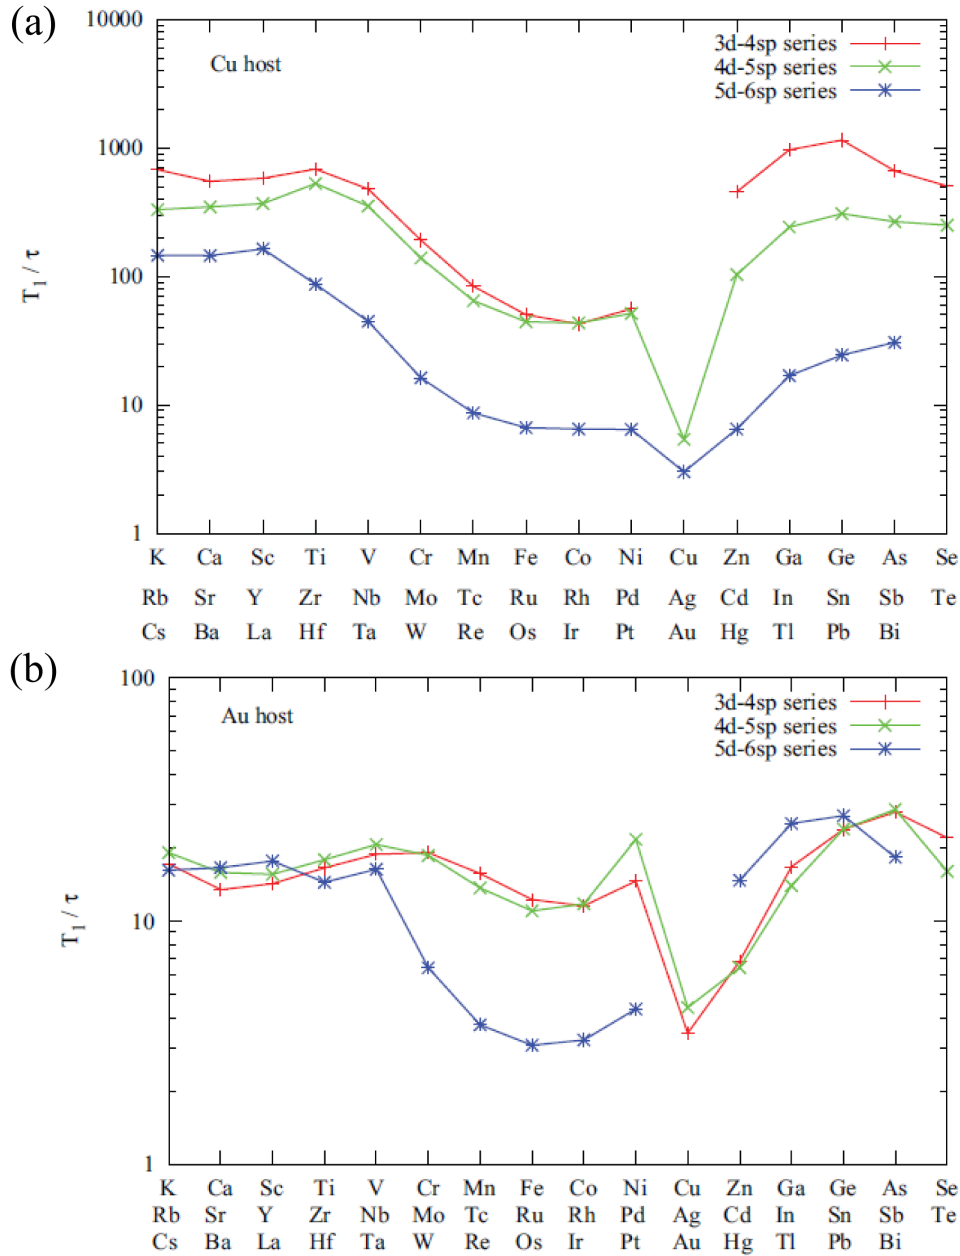 (a)
10000
1000
100
10
1
T1 / τ
Cu host
3d-4sp series
4d-5sp series
5d-6sp series
K Ca Sc Ti V Cr Mn Fe Co Ni Cu Zn Ga Ge As Se
Rb Sr Y Zr Nb Mo Tc Ru Rh Pd Ag Cd In Sn Sb Te
Cs Ba La Hf Ta W Re Os Ir Pt Au Hg Tl Pb Bi
(b)
100
10
1
T1 / τ
Au host
3d-4sp series
4d-5sp series
5d-6sp series
K Ca Sc Ti V Cr Mn Fe Co Ni Cu Zn Ga Ge As Se
Rb Sr Y Zr Nb Mo Tc Ru Rh Pd Ag Cd In Sn Sb Te
Cs Ba La Hf Ta W Re Os Ir Pt Au Hg Tl Pb Bi